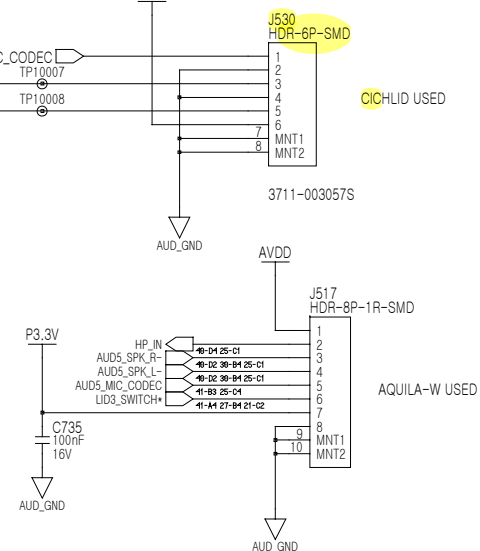 J530
HDR-6P-SMD
C_CODEC
1
TP10007
2
3
TP10008
4
5
6
CICHLID USED
7 MNT1
8 MNT2
3711-003057S
AUD_GND
AVDD
J517
HDR-8P-1R-SMD
P3.3V
1
HP_IN 2
40-D4 25-C1
AUD5_SPK_R- 3
40-D2 30-B4 25-C1
AUD5_SPK_L- 4
40-D2 30-B4 25-C1
AUD5_MIC_CODEC 5
41-B3 25-C4
LID3_SWITCH* 6
41-A4 27-B4 21-C2
AQUILA-W USED
7
8
C735
100nF
16V
9 MNT1
10 MNT2
AUD_GND
AUD_GND